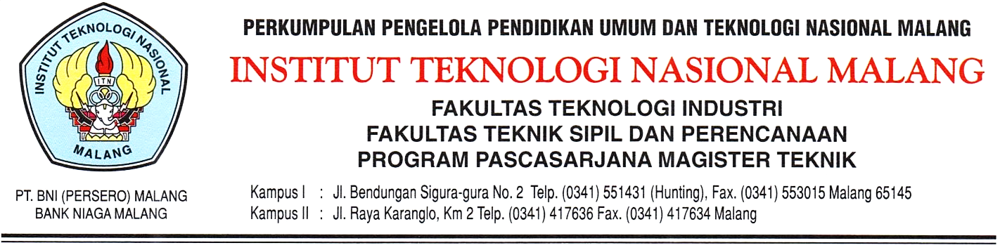 INSTITUT TEKNOLOGI NASIONAL
ITN
MALANG
PT. BNI (PERSERO) MALANG
BANK NIAGA MALANG
PERKUMPULAN PENGELOLA PENDIDIKAN UMUM DAN TEKNOLOGI NASIONAL MALANG
INSTITUT TEKNOLOGI NASIONAL MALANG
FAKULTAS TEKNOLOGI INDUSTRI
FAKULTAS TEKNIK SIPIL DAN PERENCANAAN
PROGRAM PASCASARJANA MAGISTER TEKNIK
Kampus I : Jl. Bendungan Sigura-gura No. 2 Telp. (0341) 551431 (Hunting), Fax. (0341) 553015 Malang 65145
Kampus II : Jl. Raya Karanglo, Km 2 Telp. (0341) 417636 Fax. (0341) 417634 Malang